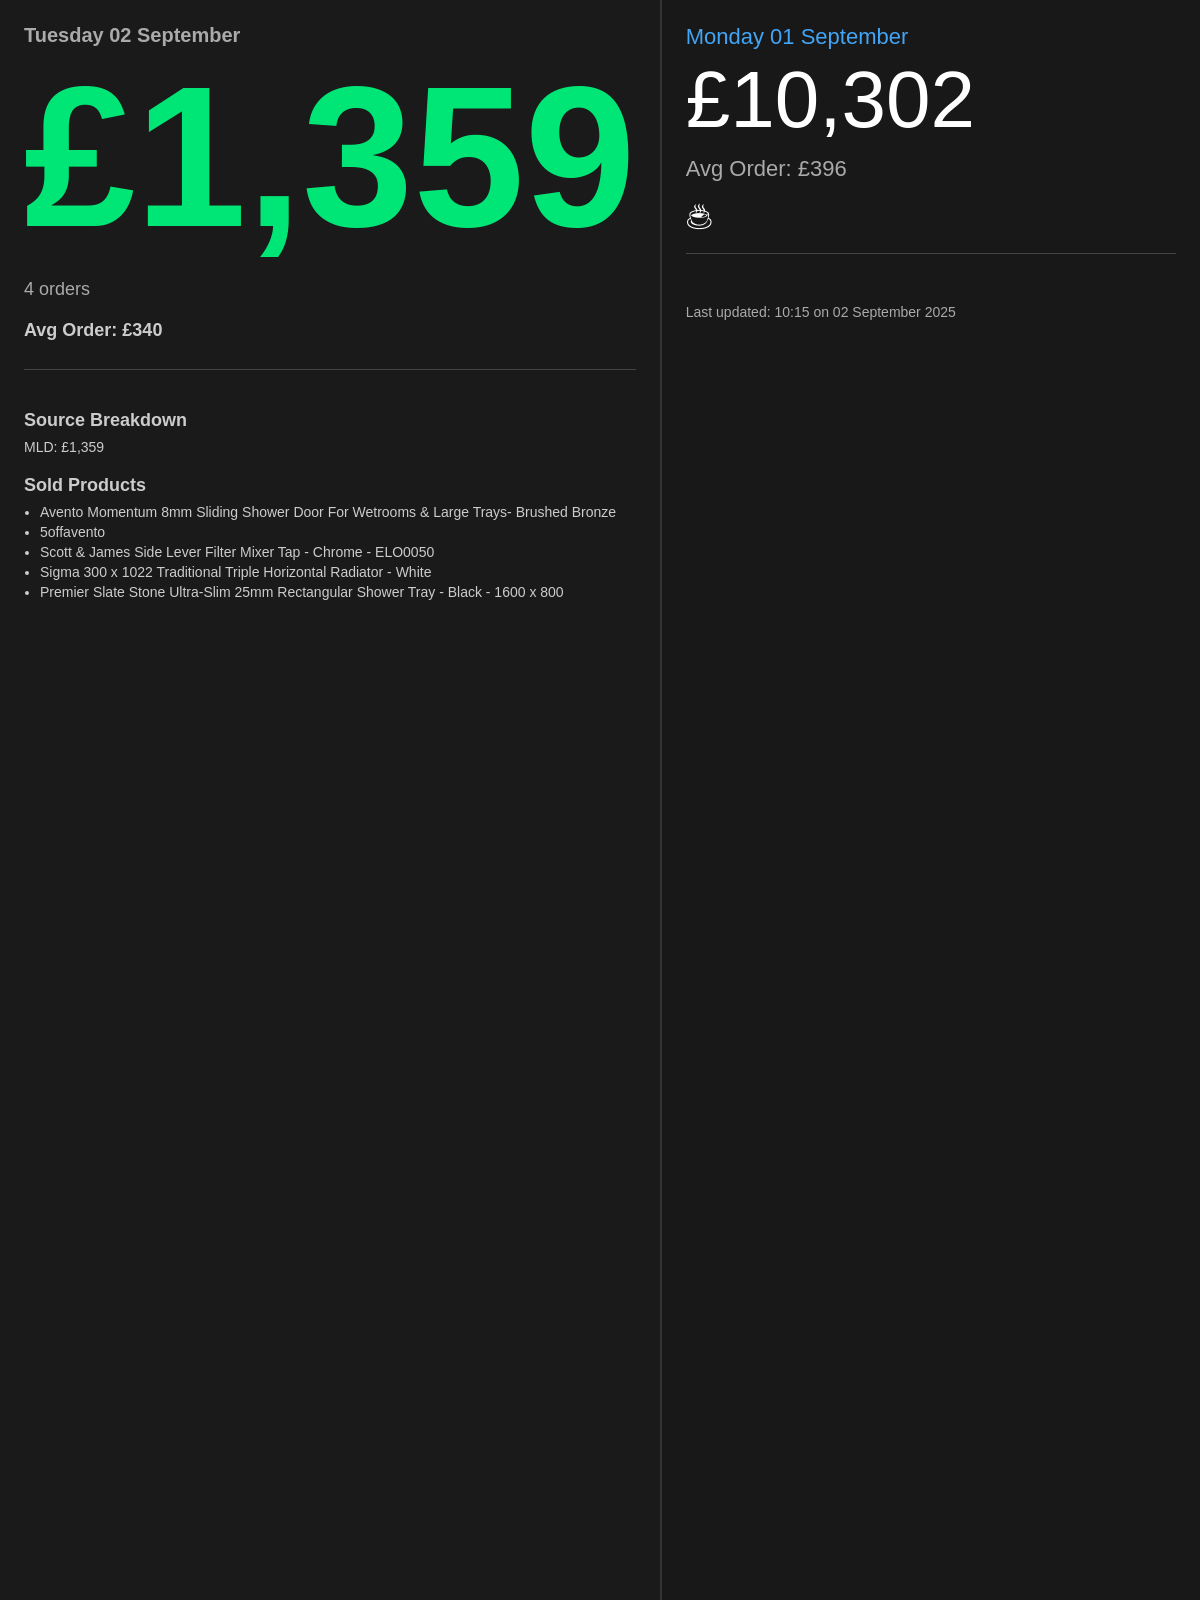 Tuesday 02 September
£1,359
4 orders
Avg Order: £340
Source Breakdown
MLD: £1,359
Sold Products
• Avento Momentum 8mm Sliding Shower Door For Wetrooms & Large Trays- Brushed Bronze
• 5offavento
• Scott & James Side Lever Filter Mixer Tap - Chrome - ELO0050
• Sigma 300 x 1022 Traditional Triple Horizontal Radiator - White
• Premier Slate Stone Ultra-Slim 25mm Rectangular Shower Tray - Black - 1600 x 800
Monday 01 September
£10,302
Avg Order: £396
☕
Last updated: 10:15 on 02 September 2025